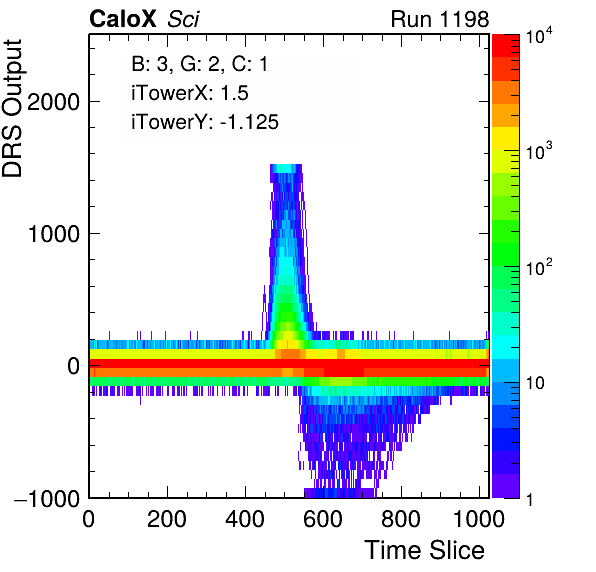 CaloX Sci Run 1198
B: 3, G: 2, C: 1
iTowerX: 1.5
iTowerY: -1.125
DRS Output
2000
1000
0
−1000
0 200 400 600 800 1000
Time Slice
10^4
10^3
10^2
10
1